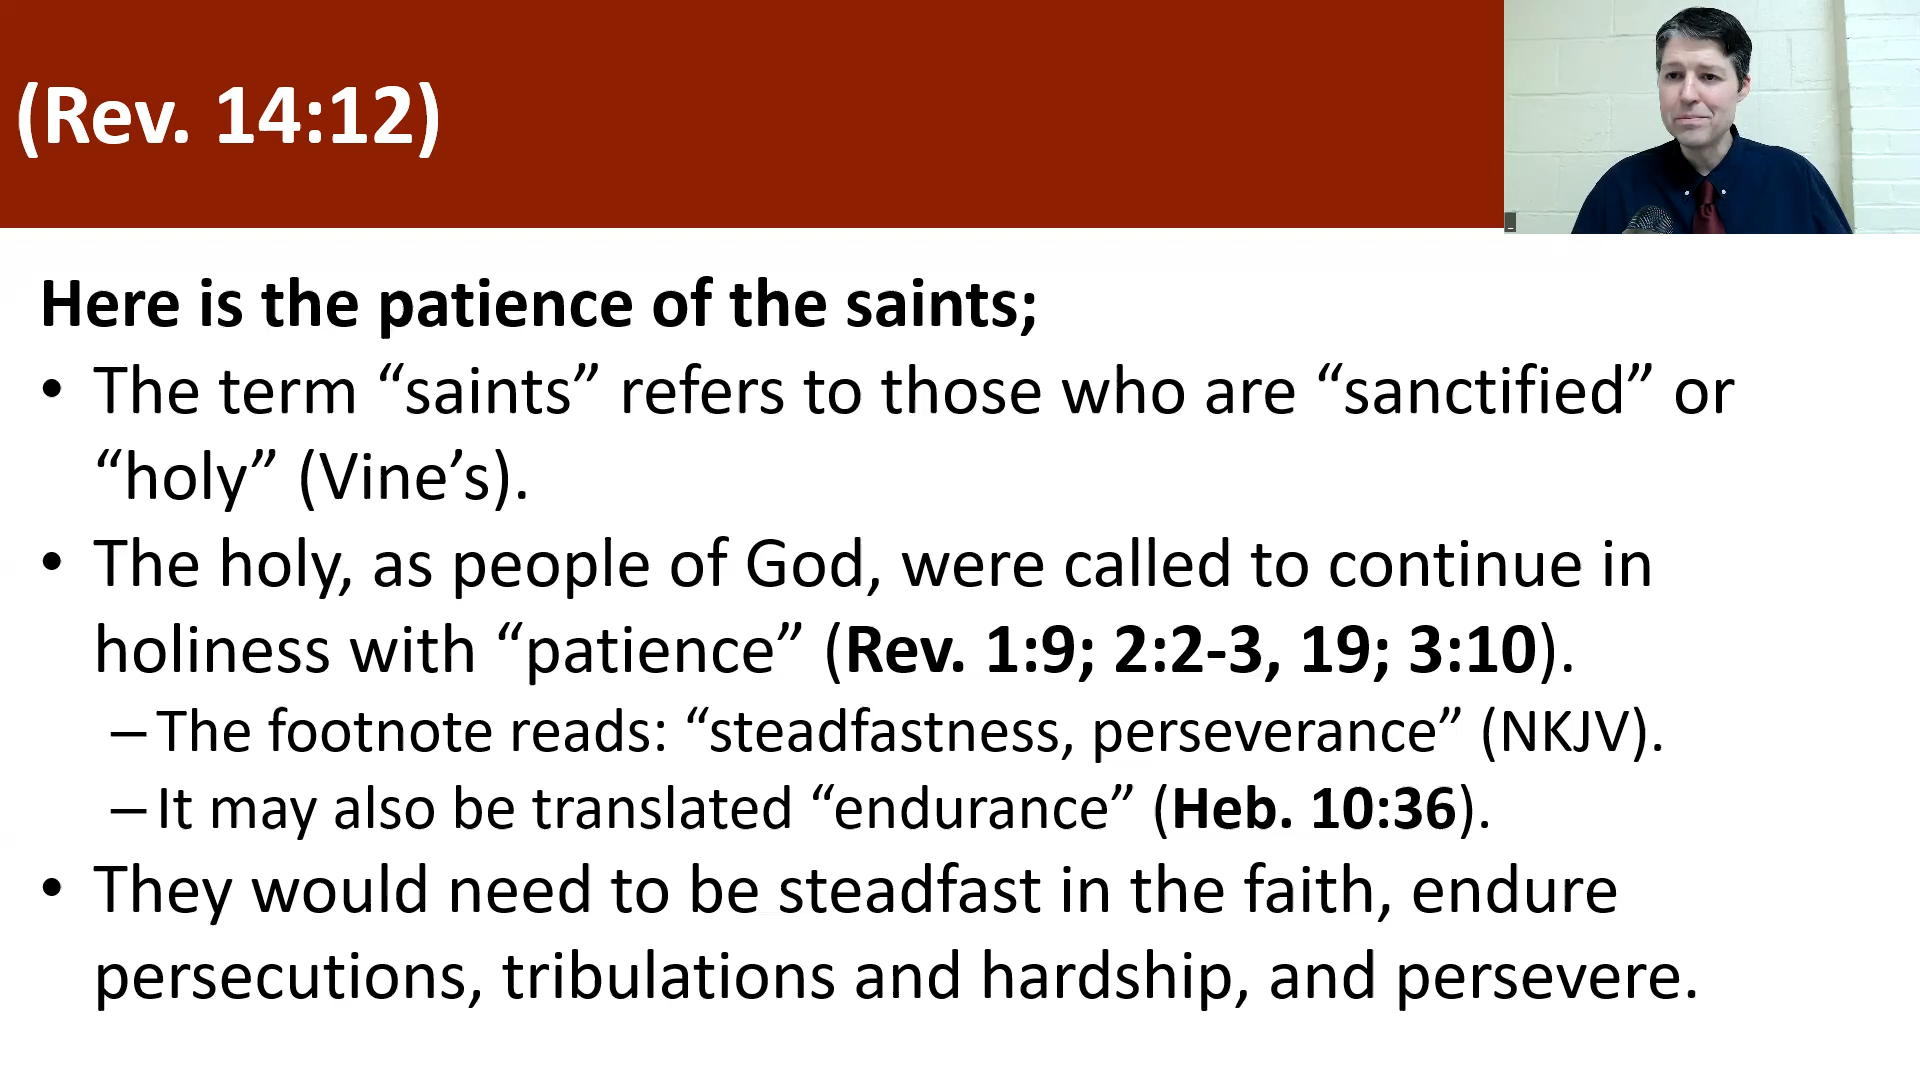 (Rev. 14:12)
Here is the patience of the saints;
• The term “saints” refers to those who are “sanctified” or
“holy” (Vine’s).
• The holy, as people of God, were called to continue in
holiness with “patience” (Rev. 1:9; 2:2-3, 19; 3:10).
– The footnote reads: “steadfastness, perseverance” (NKJV).
– It may also be translated “endurance” (Heb. 10:36).
• They would need to be steadfast in the faith, endure
persecutions, tribulations and hardship, and persevere.